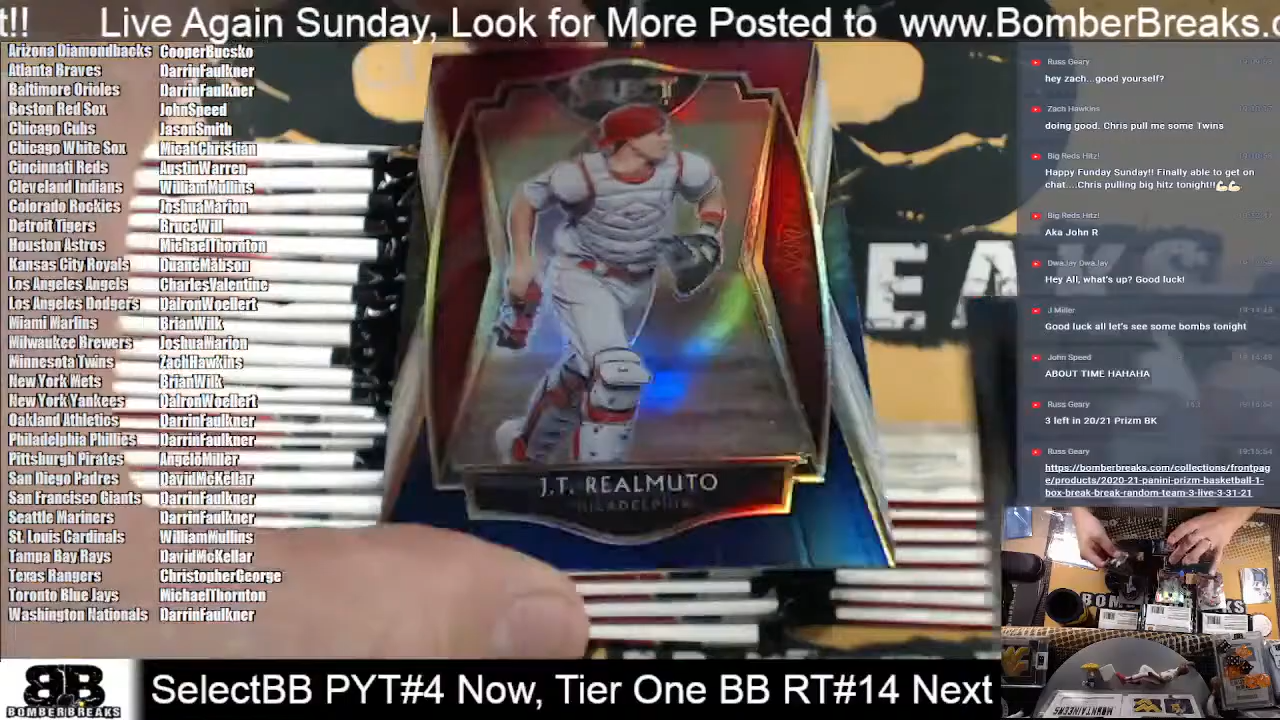 t!! Live Again Sunday, Look for More Posted to www.BomberBreaks.c
Arizona Diamondbacks CooperBucsko
Atlanta Braves DarrinFaulkner
Baltimore Orioles DarrinFaulkner
Boston Red Sox JohnSpeed
Chicago Cubs JasonSmith
Chicago White Sox MicahChristian
Cincinnati Reds AustinWarren
Cleveland Indians WilliamMullins
Colorado Rockies JoshuaMarion
Detroit Tigers BruceWill
Houston Astros MichaelThornton
Kansas City Royals DuaneMabson
Los Angeles Angels CharlesValentine
Los Angeles Dodgers DalronWoellert
Miami Marlins BrianWilk
Milwaukee Brewers JoshuaMarion
Minnesota Twins ZachHawkins
New York Mets BrianWilk
New York Yankees DalronWoellert
Oakland Athletics DarrinFaulkner
Philadelphia Phillies DarrinFaulkner
Pittsburgh Pirates AngeloMiller
San Diego Padres DavidMcKellar
San Francisco Giants DarrinFaulkner
Seattle Mariners DarrinFaulkner
St. Louis Cardinals WilliamMullins
Tampa Bay Rays DavidMcKellar
Texas Rangers ChristopherGeorge
Toronto Blue Jays MichaelThornton
Washington Nationals DarrinFaulkner
J.T. REALMUTO
PHILADELPHIA
Russ Geary
hey zach...good yourself?
Zach Hawkins
doing good. Chris pull me some Twins
Big Reds Hitz!
Happy Funday Sunday!! Finally able to get on
chat....Chris pulling big hitz tonight!!💪💪
Big Reds Hitz!
Aka John R
DwaJay DwaJay
Hey All, what's up? Good luck!
J Miller
Good luck all let's see some bombs tonight
John Speed
ABOUT TIME HAHAHA
Russ Geary
3 left in 20/21 Prizm BK
Russ Geary
https://bomberbreaks.com/collections/frontpag
e/products/2020-21-panini-prizm-basketball-1-
box-break-break-random-team-3-live-3-31-21
BB
BOMBERBREAKS
SelectBB PYT#4 Now, Tier One BB RT#14 Next
MOUNTAINEERS